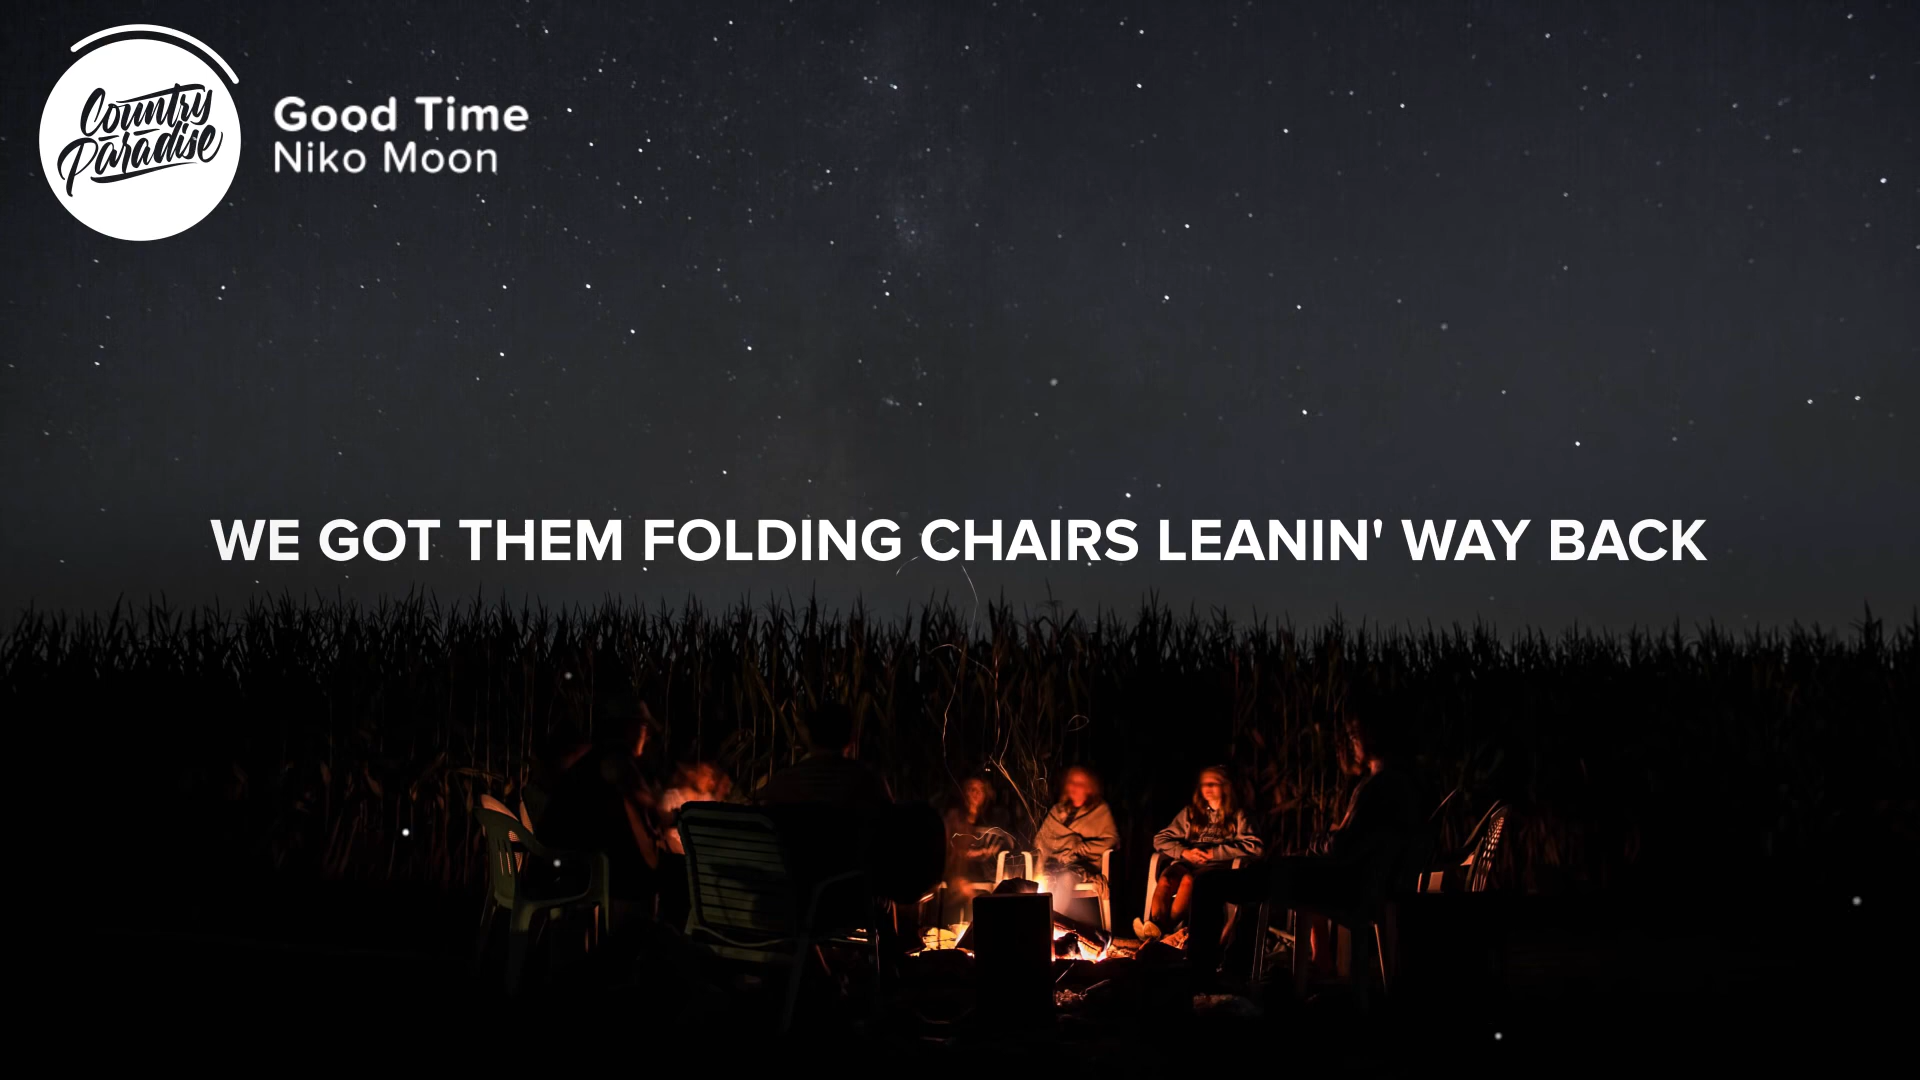 Country
Paradise
Good Time
Niko Moon
WE GOT THEM FOLDING CHAIRS LEANIN' WAY BACK